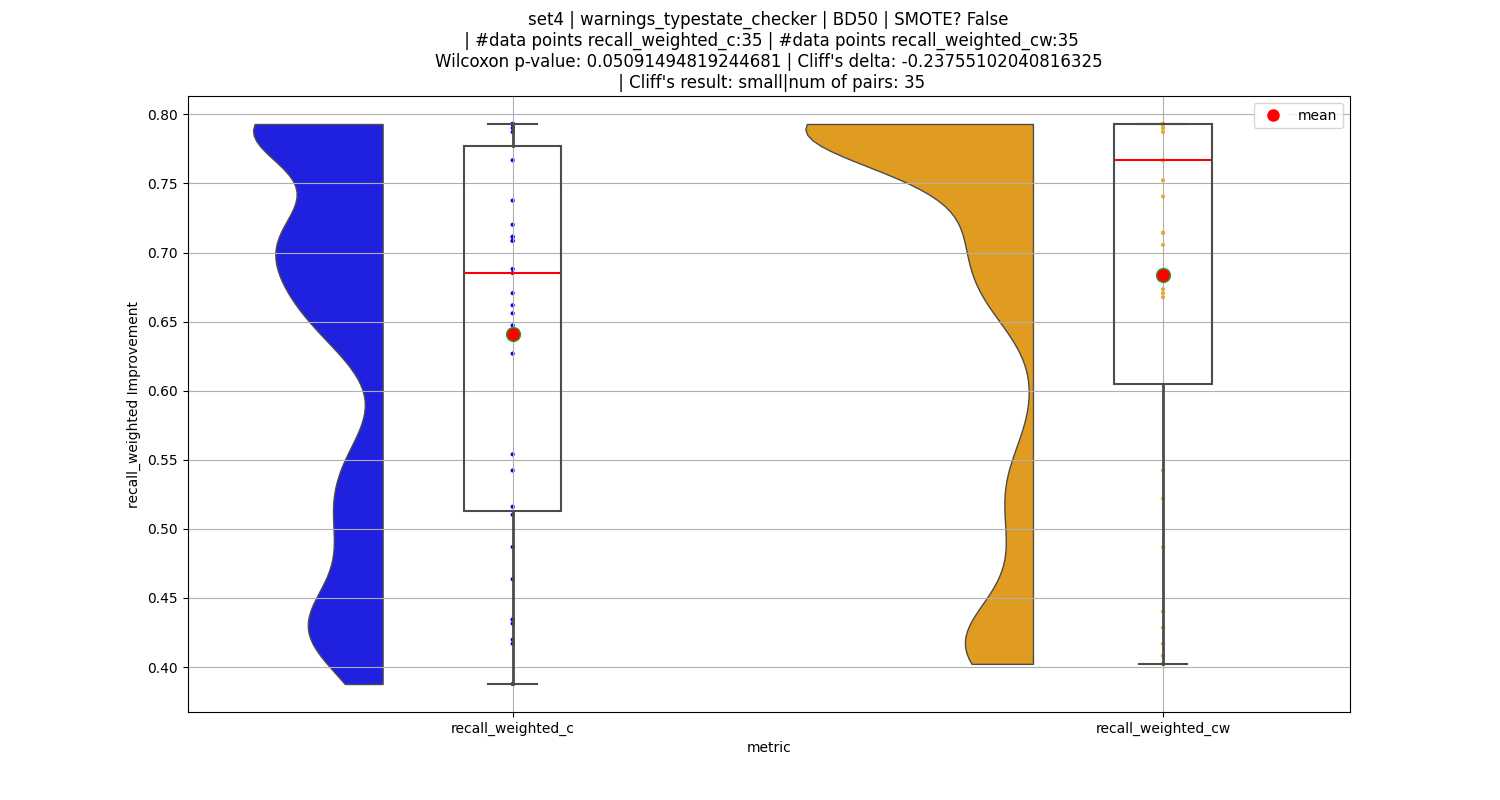 set4 | warnings_typestate_checker | BD50 | SMOTE? False
| #data points recall_weighted_c:35 | #data points recall_weighted_cw:35
Wilcoxon p-value: 0.05091494819244681 | Cliff's delta: -0.23755102040816325
| Cliff's result: small|num of pairs: 35
mean
0.80
0.75
0.70
0.65
0.60
0.55
0.50
0.45
0.40
recall_weighted Improvement
recall_weighted_c
recall_weighted_cw
metric